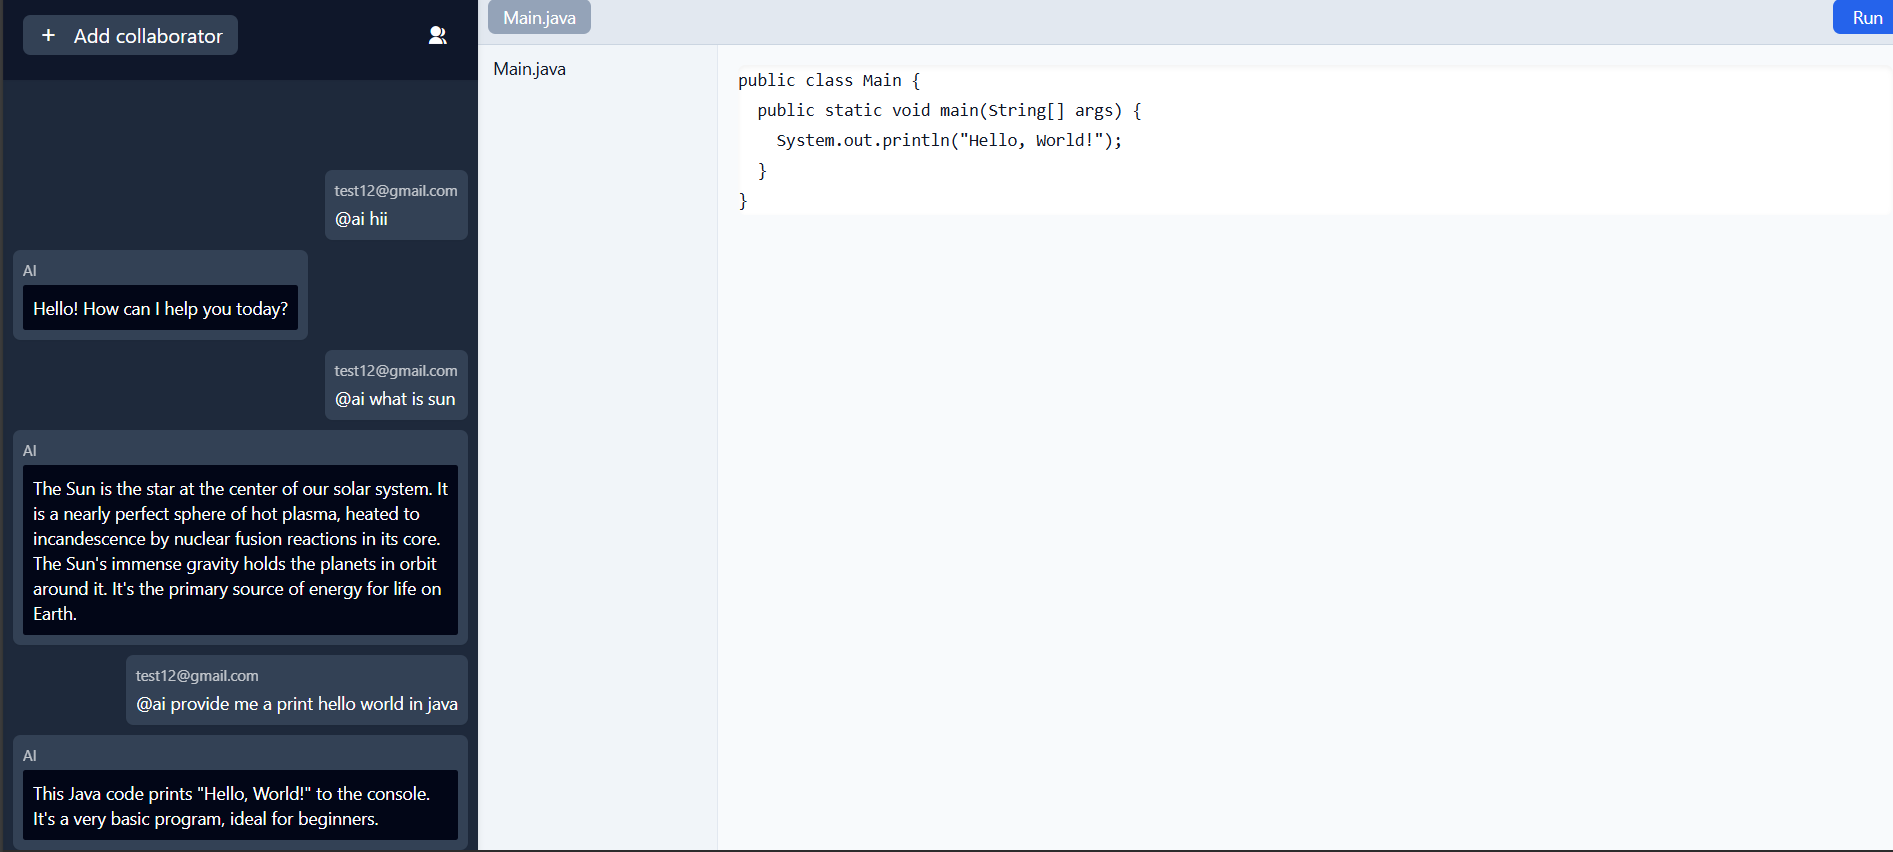 + Add collaborator
test12@gmail.com
@ai hii
AI
Hello! How can I help you today?
test12@gmail.com
@ai what is sun
AI
The Sun is the star at the center of our solar system. It
is a nearly perfect sphere of hot plasma, heated to
incandescence by nuclear fusion reactions in its core.
The Sun's immense gravity holds the planets in orbit
around it. It's the primary source of energy for life on
Earth.
test12@gmail.com
@ai provide me a print hello world in java
AI
This Java code prints "Hello, World!" to the console.
It's a very basic program, ideal for beginners.
Main.java
Run
Main.java
public class Main {
  public static void main(String[] args) {
    System.out.println("Hello, World!");
  }
}